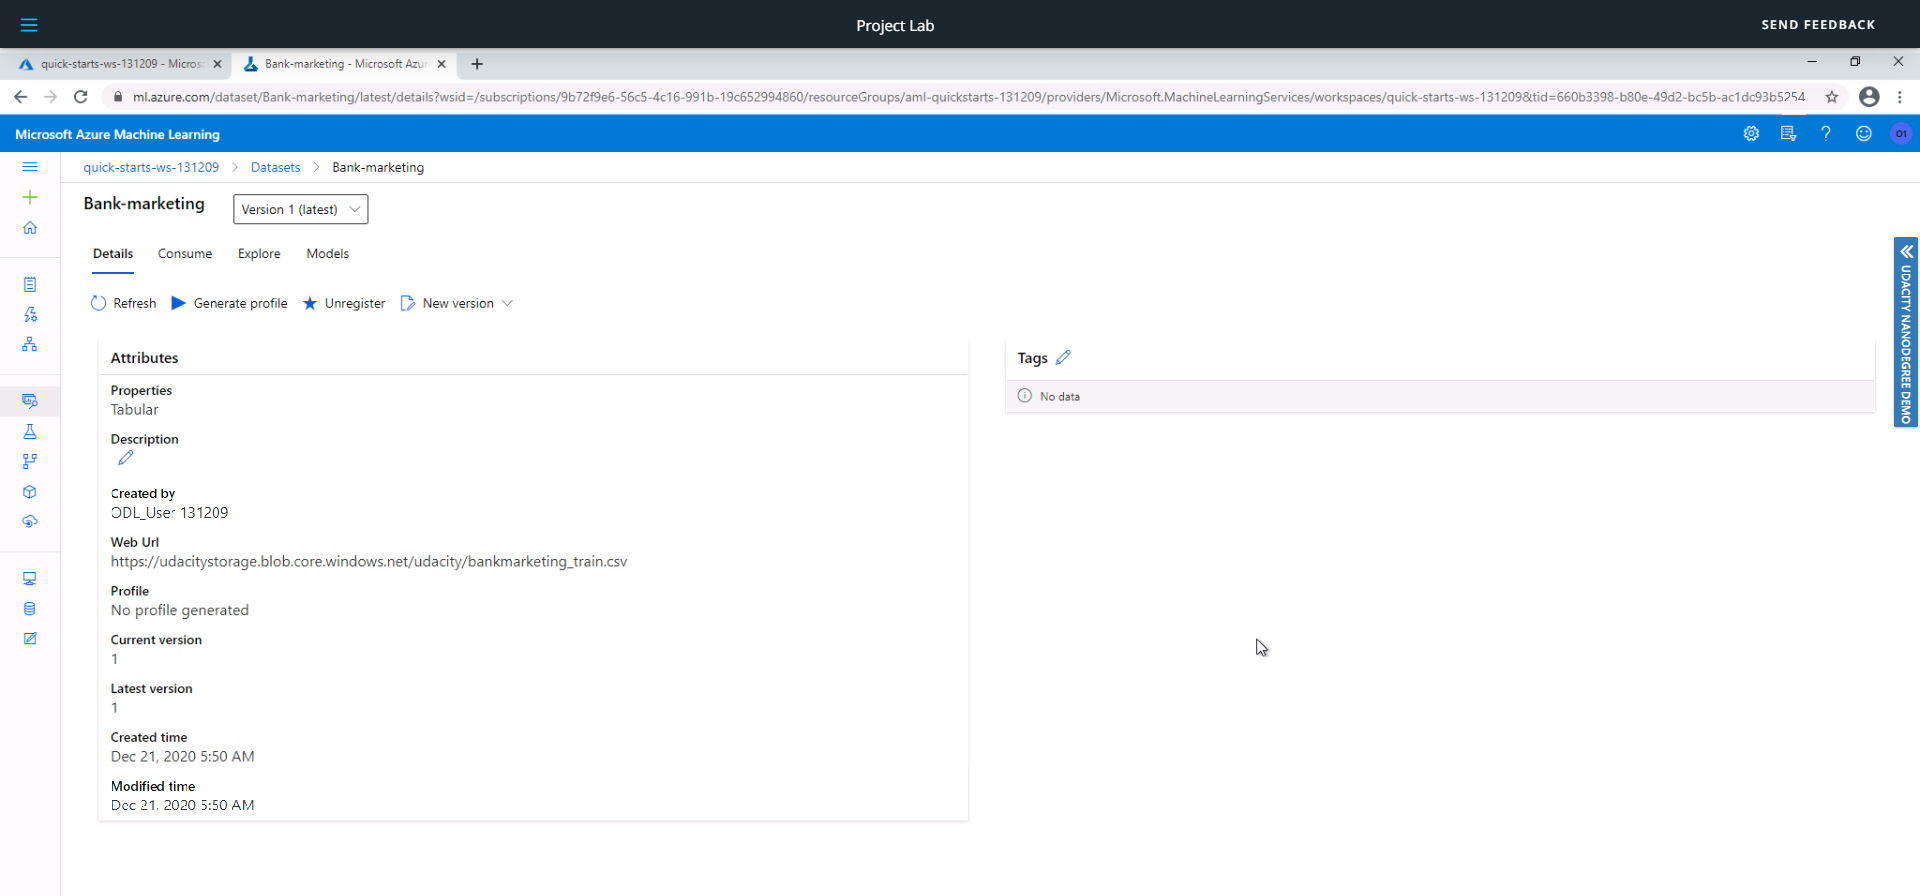 Project Lab
SEND FEEDBACK
quick-starts-ws-131209 - Micros
Bank-marketing - Microsoft Azur
ml.azure.com/dataset/Bank-marketing/latest/details?wsid=/subscriptions/9b72f9e6-56c5-4c16-991b-19c652994860/resourceGroups/aml-quickstarts-131209/providers/Microsoft.MachineLearningServices/workspaces/quick-starts-ws-131209&tid=660b3398-b80e-49d2-bc5b-ac1dc93b5254
Microsoft Azure Machine Learning
O1
quick-starts-ws-131209 > Datasets > Bank-marketing
Bank-marketing
Version 1 (latest)
Details Consume Explore Models
Refresh Generate profile Unregister New version
UDACITY NANODEGREE DEMO
Attributes
Properties
Tabular
Description
Created by
ODL_User 131209
Web Url
https://udacitystorage.blob.core.windows.net/udacity/bankmarketing_train.csv
Profile
No profile generated
Current version
1
Latest version
1
Created time
Dec 21, 2020 5:50 AM
Modified time
Dec 21, 2020 5:50 AM
Tags
No data